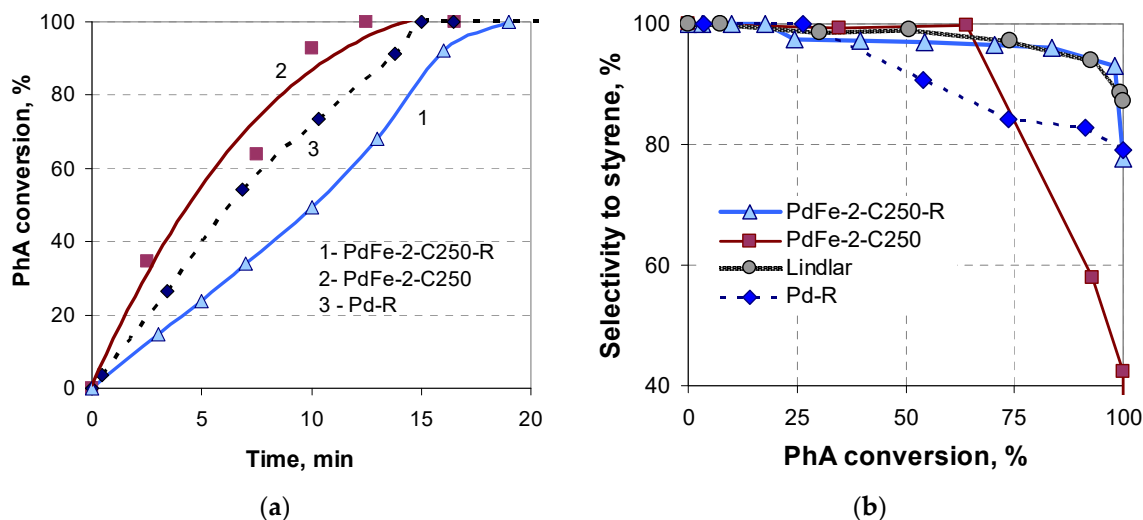 PhA conversion, %
100
80
60
40
20
0
2
3
1
1- PdFe-2-C250-R
2- PdFe-2-C250
3 - Pd-R
0
5
10
15
20
Time, min
(a)
Selectivity to styrene, %
100
80
60
40
PdFe-2-C250-R
PdFe-2-C250
Lindlar
Pd-R
0
25
50
75
100
PhA conversion, %
(b)